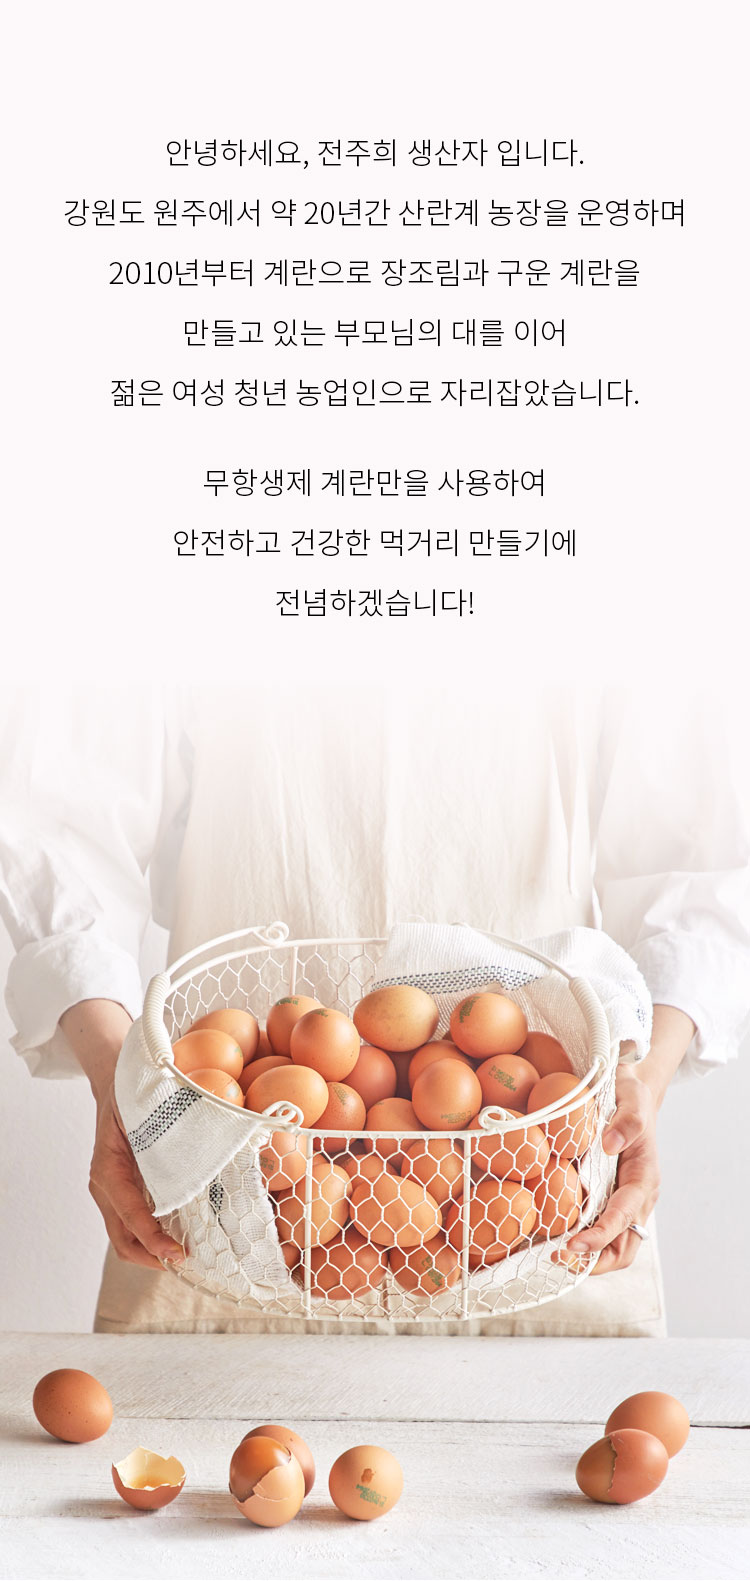 안녕하세요, 전주희 생산자 입니다.
강원도 원주에서 약 20년간 산란계 농장을 운영하며
2010년부터 계란으로 장조림과 구운 계란을
만들고 있는 부모님의 대를 이어
젊은 여성 청년 농업인으로 자리잡았습니다.
무항생제 계란만을 사용하여
안전하고 건강한 먹거리 만들기에
전념하겠습니다!